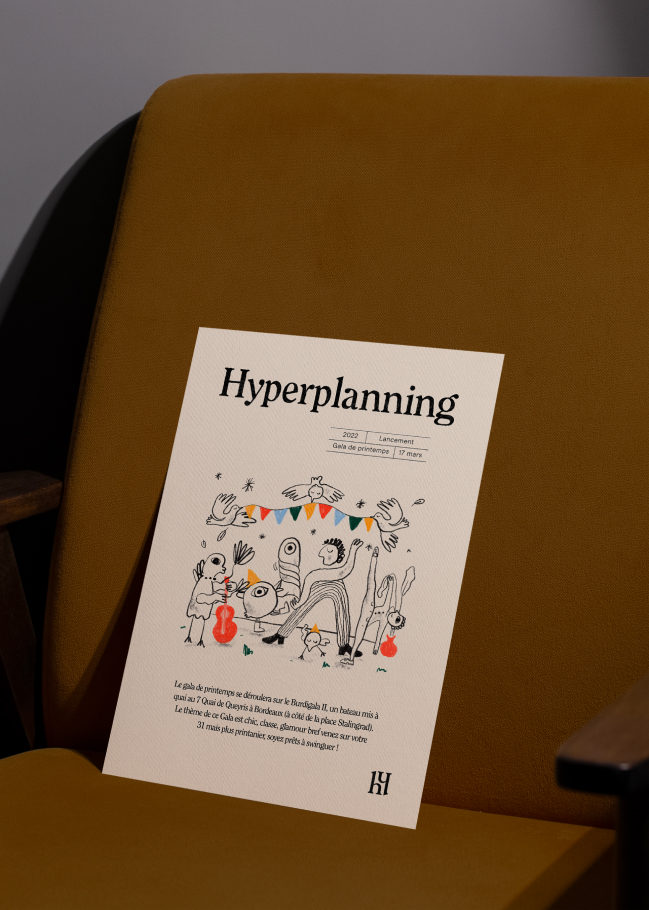 Hyperplanning
2022 Lancement
Gala de printemps 17 mars
Le gala de printemps se déroulera sur le Burdigala II, un bateau mis à
quai au 7 Quai de Queyris à Bordeaux (à côté de la place Stalingrad).
Le thème de ce Gala est chic, classe, glamour bref venez sur votre
31 mais plus printanier, soyez prêts à swinguer !
H